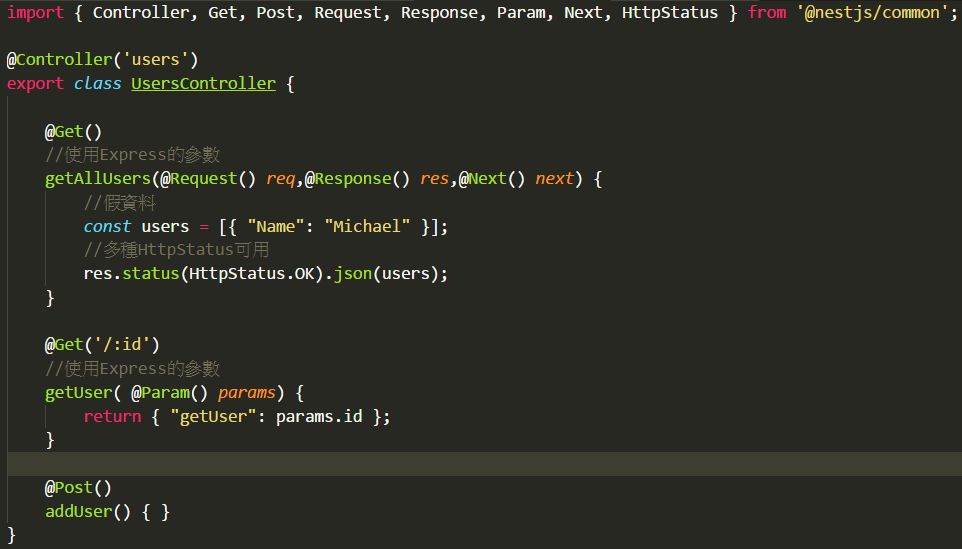 import { Controller, Get, Post, Request, Response, Param, Next, HttpStatus } from '@nestjs/common';
@Controller('users')
export class UsersController {
@Get()
//使用Express的參數
getAllUsers(@Request() req,@Response() res,@Next() next) {
//假資料
const users = [{ "Name": "Michael" }];
//多種HttpStatus可用
res.status(HttpStatus.OK).json(users);
}
@Get('/:id')
//使用Express的參數
getUser( @Param() params) {
return { "getUser": params.id };
}
@Post()
addUser() { }
}